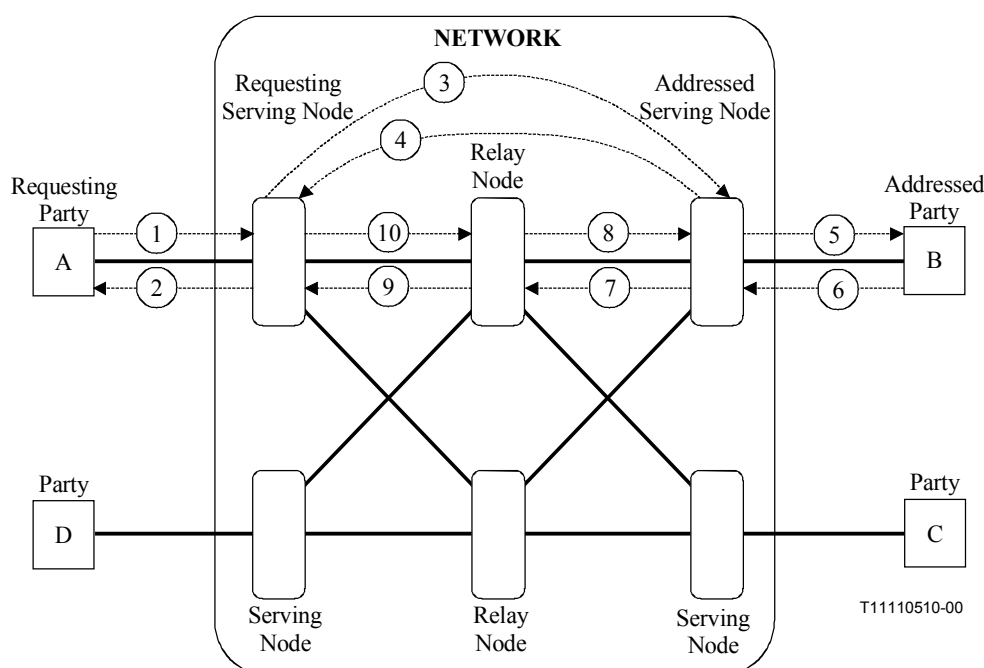 NETWORK
Requesting
Serving Node
3
Addressed
Serving Node
4
Relay
Node
Requesting
Party
Addressed
Party
1
10
8
5
A
B
2
9
7
6
Party
Party
D
C
Serving
Node
Relay
Node
Serving
Node
T11110510-00